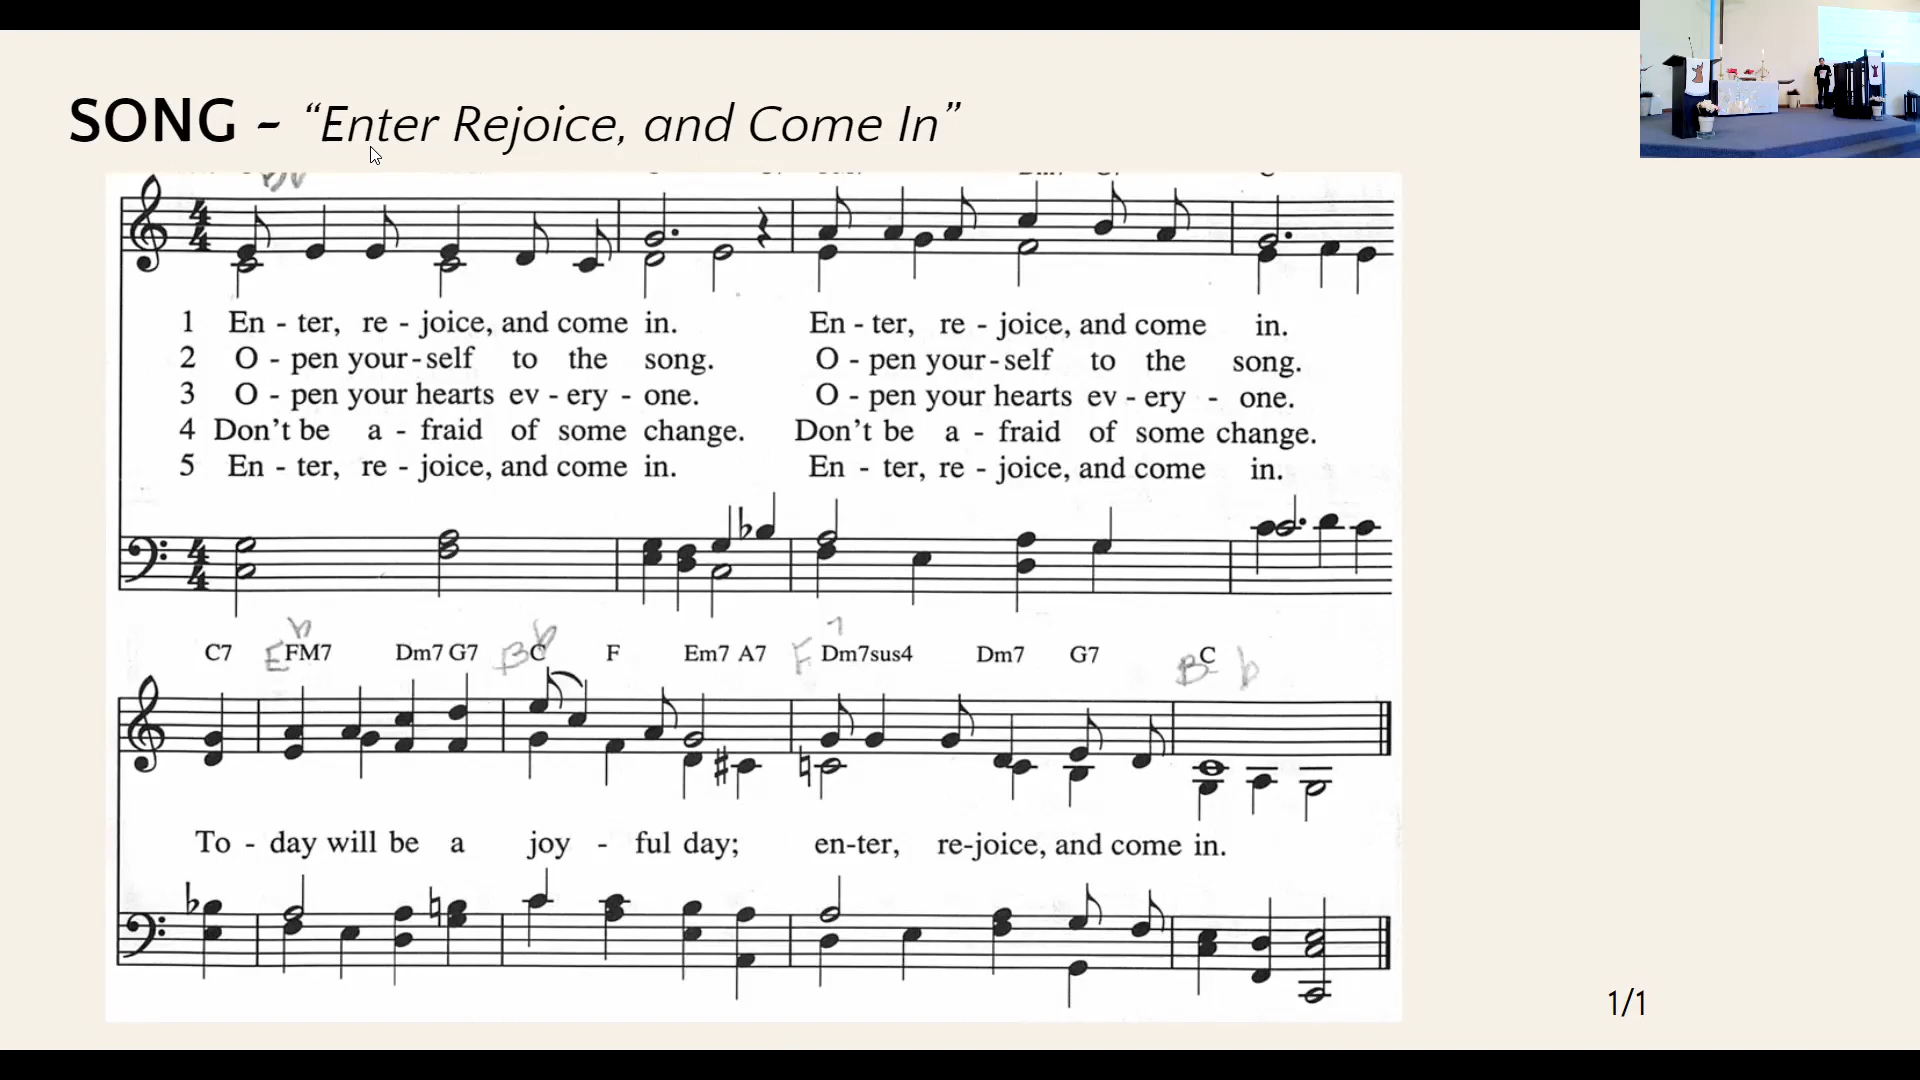 SONG ~ “Enter Rejoice, and Come In”
1 En - ter, re - joice, and come in. En - ter, re - joice, and come in.
2 O - pen your - self to the song. O - pen your - self to the song.
3 O - pen your hearts ev - ery - one. O - pen your hearts ev - ery - one.
4 Don't be a - fraid of some change. Don't be a - fraid of some change.
5 En - ter, re - joice, and come in. En - ter, re - joice, and come in.
C7 FM7 Dm7 G7 C F Em7 A7 Dm7sus4 Dm7 G7 C
To - day will be a joy - ful day; en-ter, re-joice, and come in.
1/1